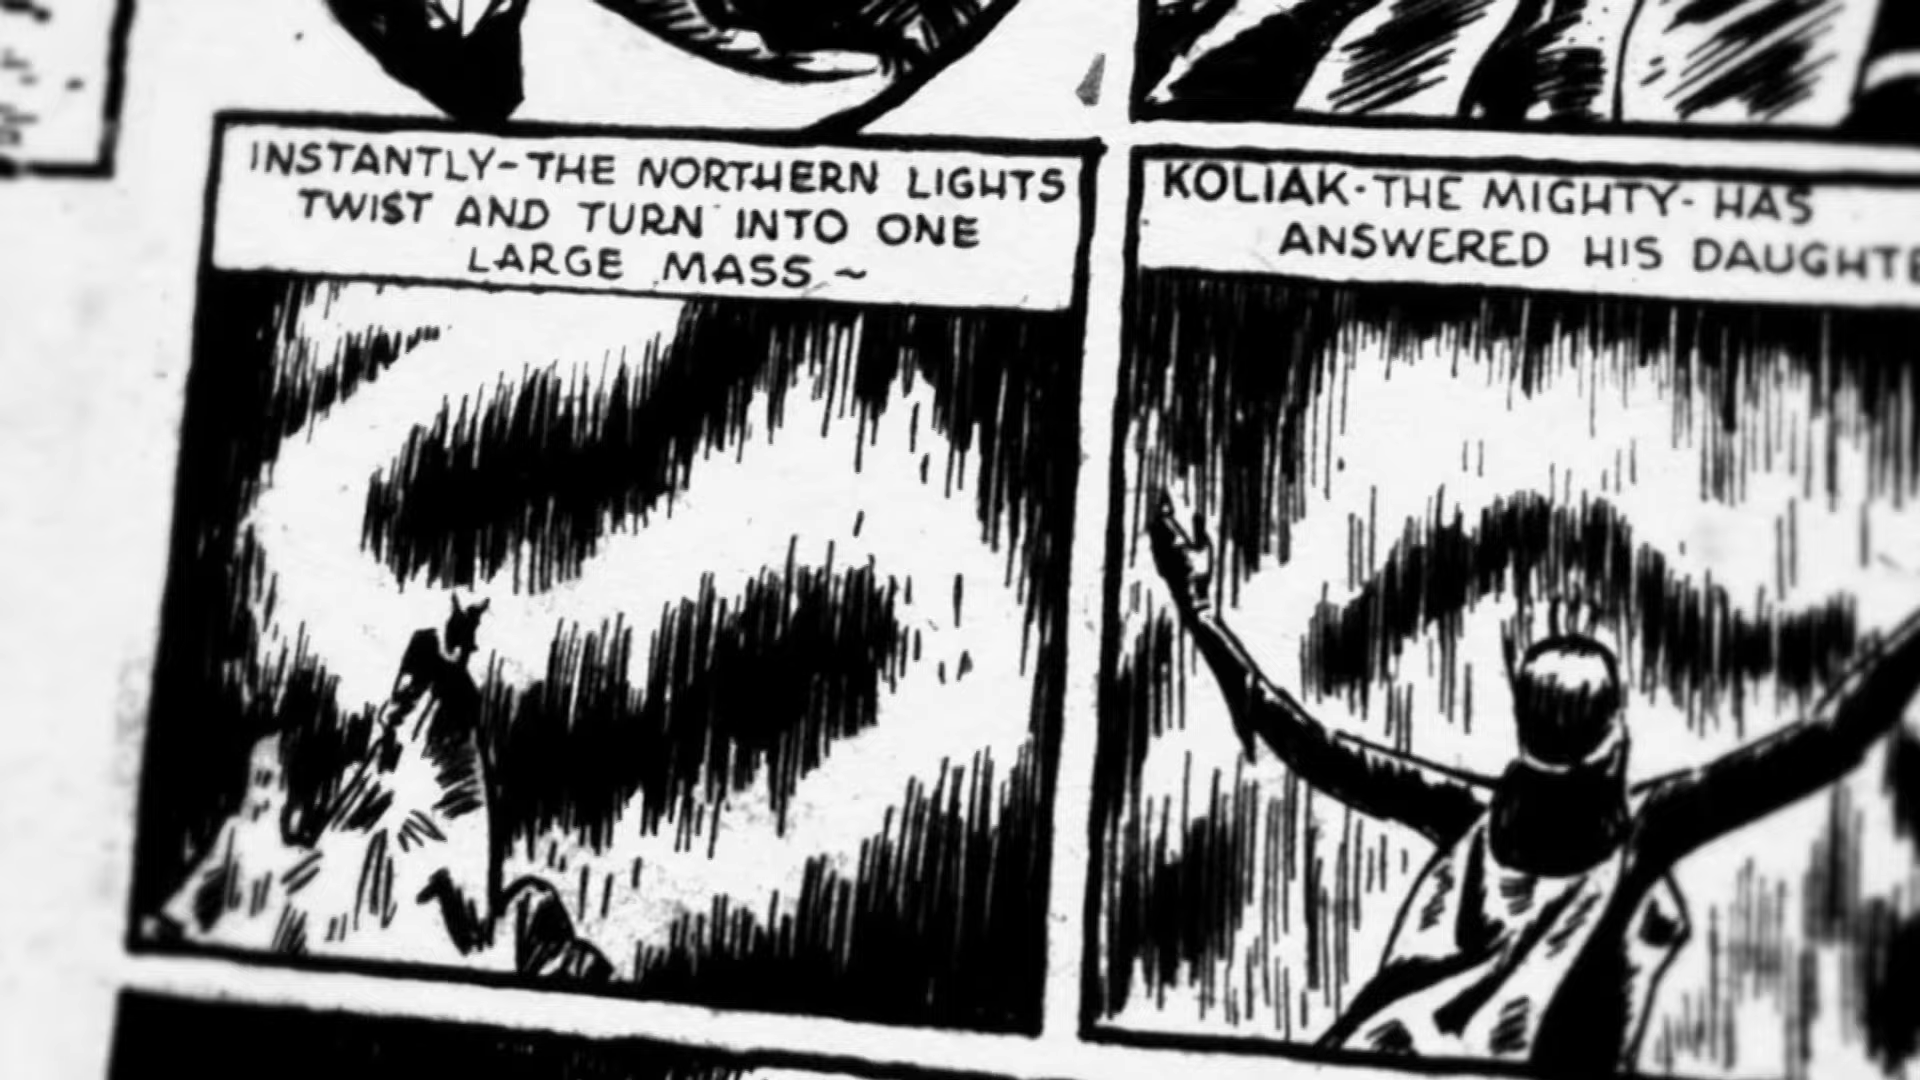 INSTANTLY-THE NORTHERN LIGHTS
TWIST AND TURN INTO ONE
LARGE MASS ~
KOLIAK-THE MIGHTY-HAS
ANSWERED HIS